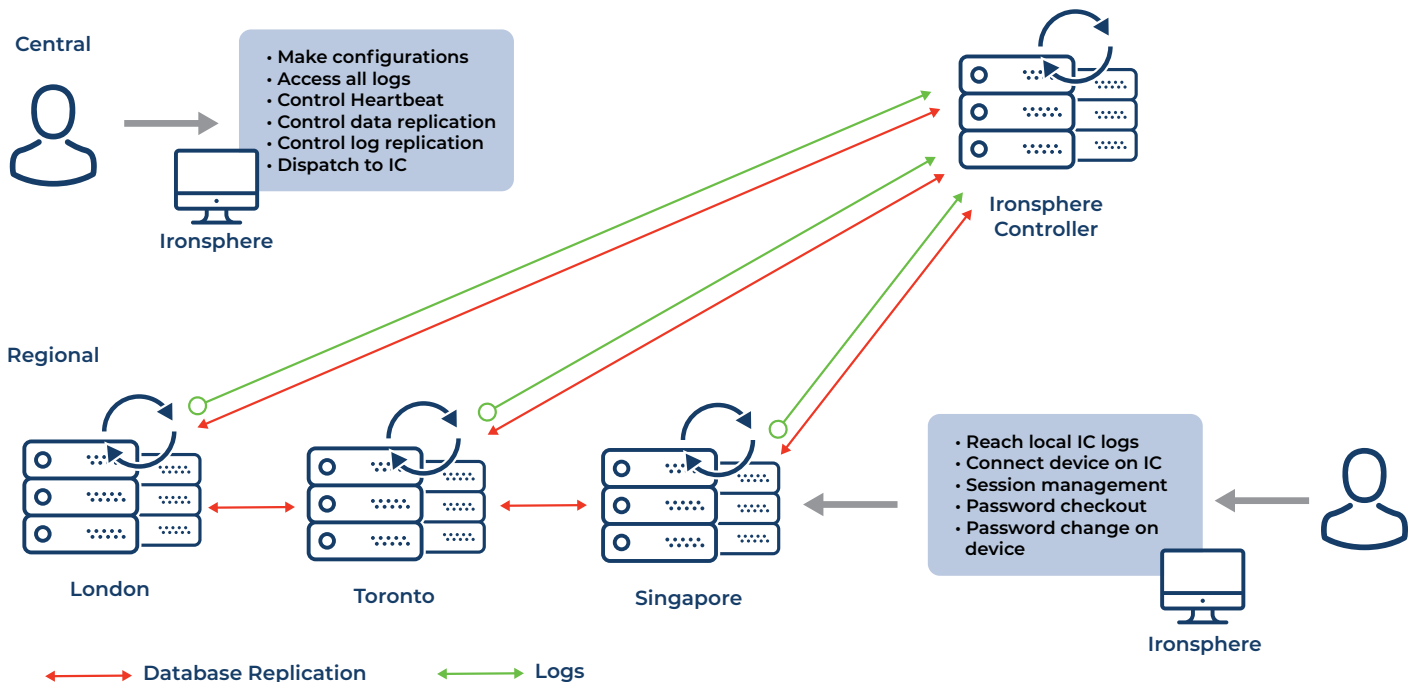 Central
• Make configurations
• Access all logs
• Control Heartbeat
• Control data replication
• Control log replication
• Dispatch to IC
Ironsphere
Ironsphere
Controller
Regional
• Reach local IC logs
• Connect device on IC
• Session management
• Password checkout
• Password change on
device
London
Toronto
Singapore
Ironsphere
Database Replication
Logs